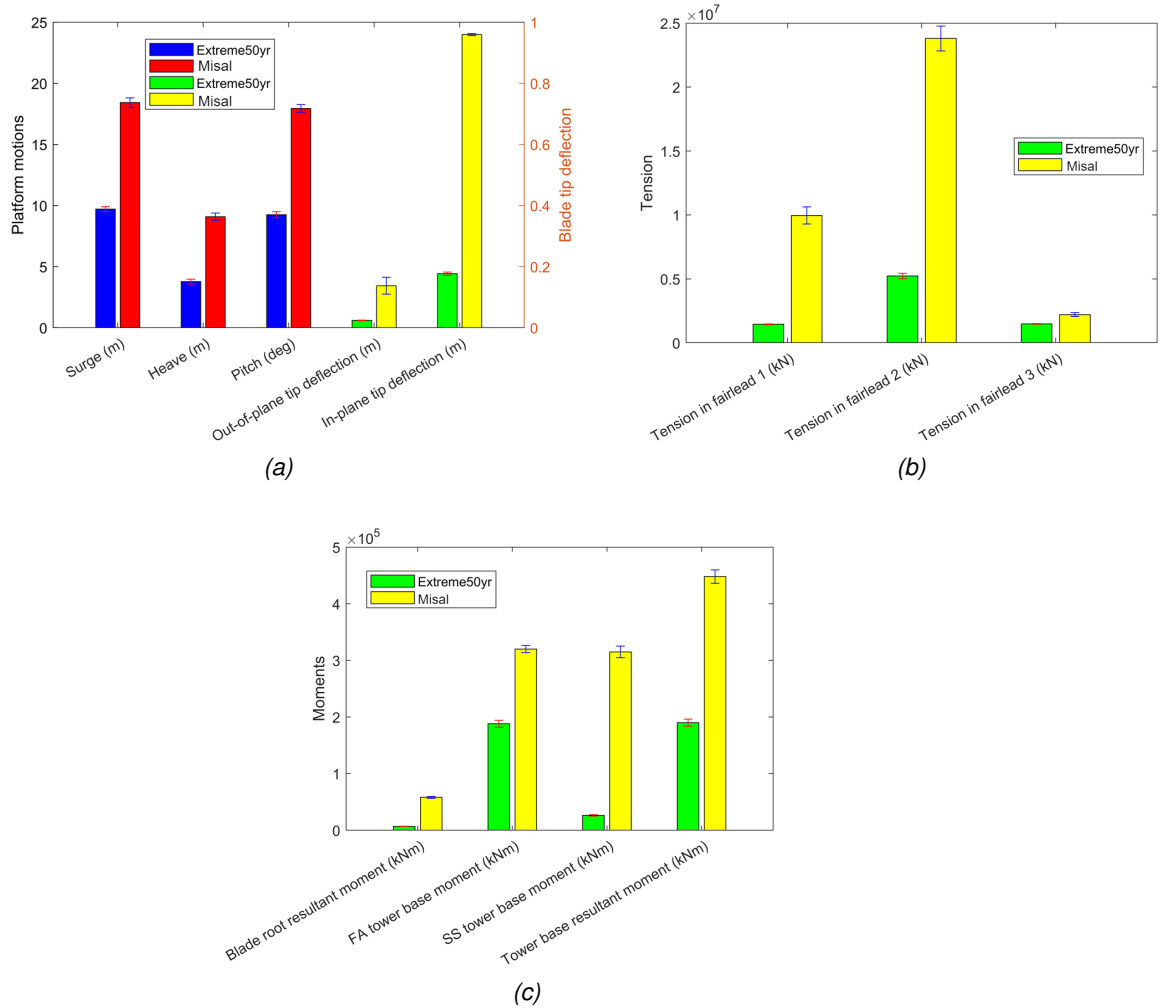 25
20
15
10
5
0
Platform motions
Extreme50yr
Misal
Extreme50yr
Misal
1
0.8
0.6
0.4
0.2
0
Blade tip deflection
Surge (m)
Heave (m)
Pitch (deg)
Out-of-plane tip deflection (m)
In-plane tip deflection (m)
(a)
×10⁷
2.5
2
1.5
1
0.5
0
Tension
Extreme50yr
Misal
Tension in fairlead 1 (kN)
Tension in fairlead 2 (kN)
Tension in fairlead 3 (kN)
(b)
×10⁵
5
4
3
2
1
0
Moments
Extreme50yr
Misal
Blade root resultant moment (kNm)
FA tower base moment (kNm)
SS tower base moment (kNm)
Tower base resultant moment (kNm)
(c)